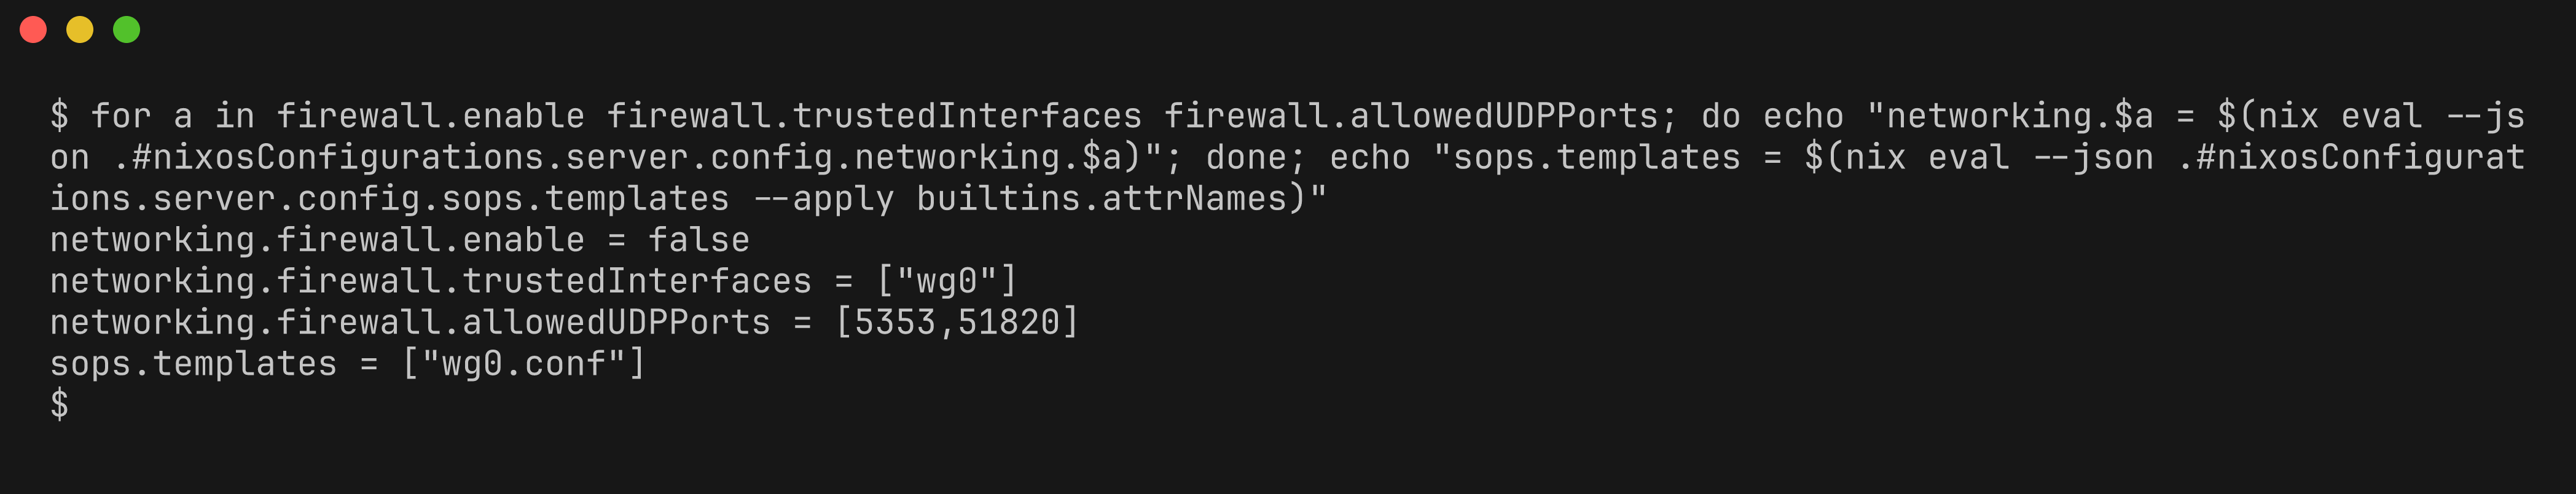 $ for a in firewall.enable firewall.trustedInterfaces firewall.allowedUDPPorts; do echo "networking.$a = $(nix eval --js
on .#nixosConfigurations.server.config.networking.$a)"; done; echo "sops.templates = $(nix eval --json .#nixosConfigurat
ions.server.config.sops.templates --apply builtins.attrNames)"
networking.firewall.enable = false
networking.firewall.trustedInterfaces = ["wg0"]
networking.firewall.allowedUDPPorts = [5353,51820]
sops.templates = ["wg0.conf"]
$